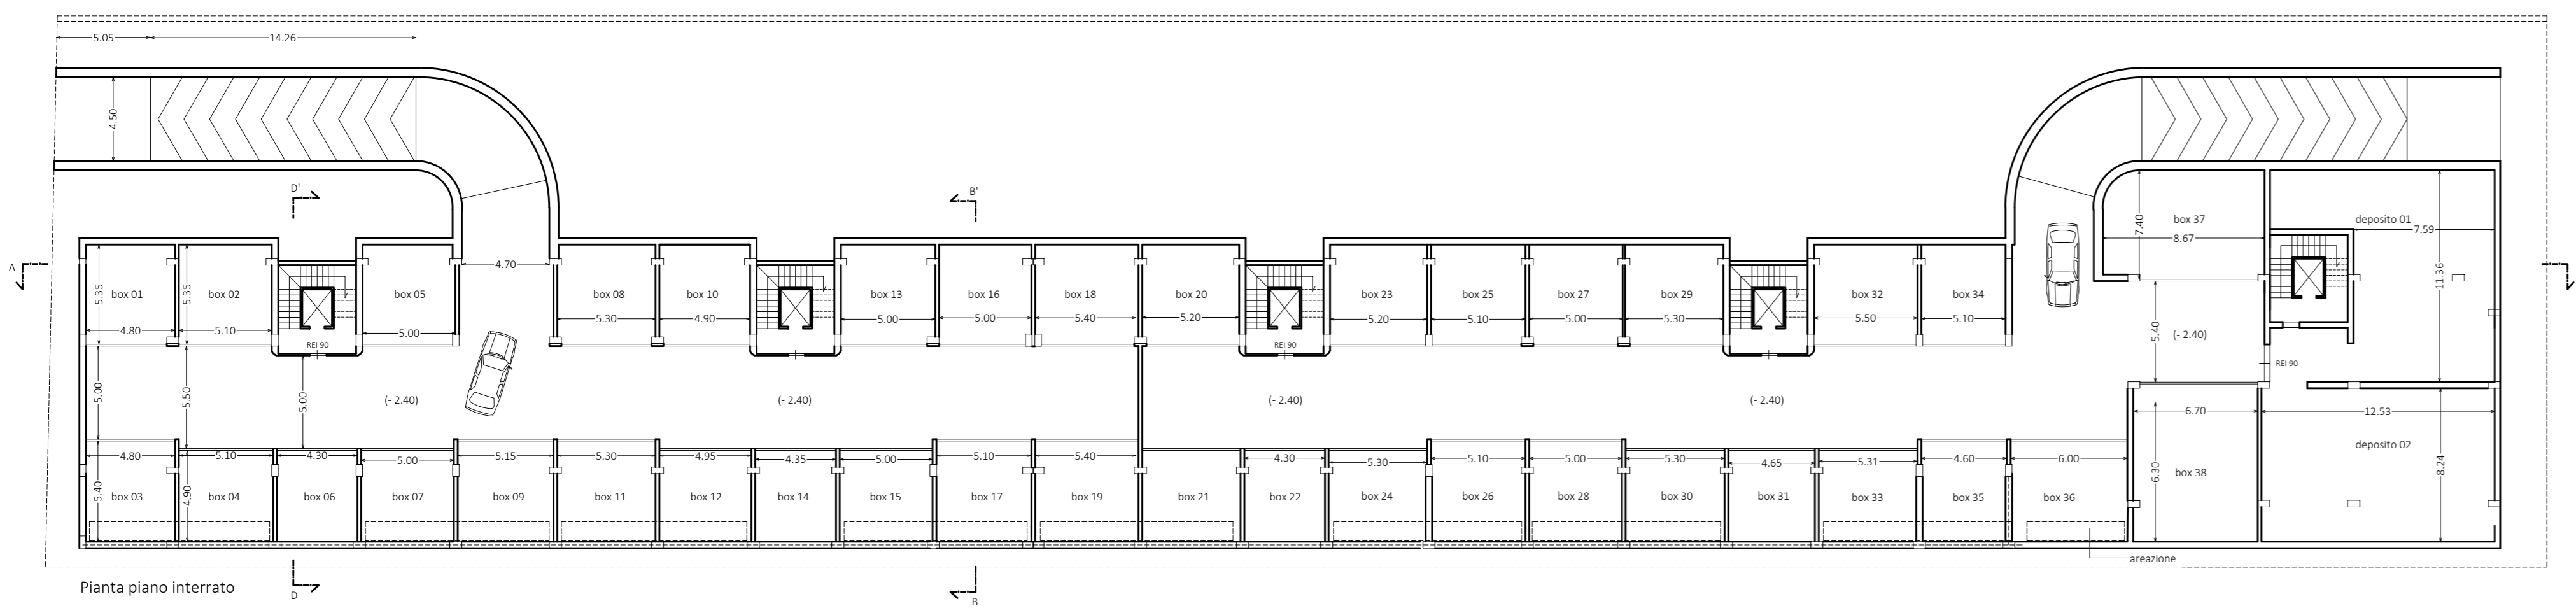 5.05 14.26
4.50
D'
B'
A
4.70
box 37
8.67
7.40
deposito 01
7.59
11.36
box 01
box 02
box 05
box 08
box 10
box 13
box 16
box 18
box 20
box 23
box 25
box 27
box 29
box 32
box 34
5.35
5.35
4.80
5.10
5.00
5.30
4.90
5.00
5.00
5.40
5.20
5.20
5.10
5.00
5.30
5.50
5.10
REI 90
REI 90
5.40
(- 2.40)
REI 90
5.00
5.50
5.00
(- 2.40)
(- 2.40)
(- 2.40)
(- 2.40)
6.70
12.53
4.80
5.10
4.30
5.00
5.15
5.30
4.95
4.35
5.00
5.10
5.40
4.30
5.30
5.10
5.00
5.30
4.65
5.31
4.60
6.00
deposito 02
8.24
6.30
box 38
5.40
4.90
box 03
box 04
box 06
box 07
box 09
box 11
box 12
box 14
box 15
box 17
box 19
box 21
box 22
box 24
box 26
box 28
box 30
box 31
box 33
box 35
box 36
areazione
Pianta piano interrato
D
B